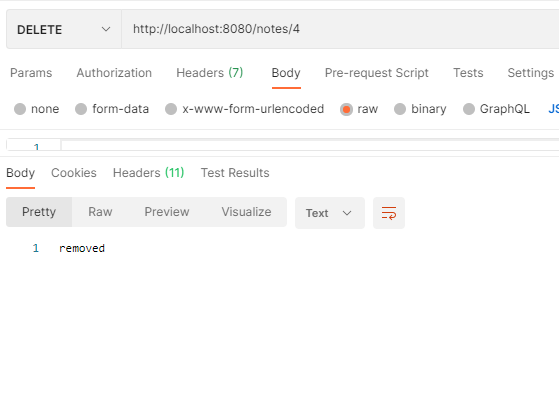 DELETE http://localhost:8080/notes/4
Params Authorization Headers (7) Body Pre-request Script Tests Settings
none form-data x-www-form-urlencoded raw binary GraphQL JS
1
Body Cookies Headers (11) Test Results
Pretty Raw Preview Visualize Text
1 removed